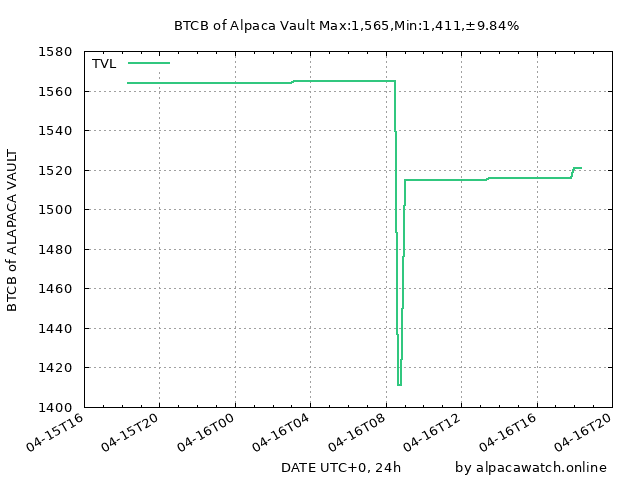 BTCB of Alpaca Vault Max:1,565,Min:1,411,±9.84%
TVL
1580
1560
1540
1520
1500
1480
1460
1440
1420
1400
BTCB of ALAPACA VAULT
04-15T16
04-15T20
04-16T00
04-16T04
04-16T08
04-16T12
04-16T16
04-16T20
DATE UTC+0, 24h
by alpacawatch.online